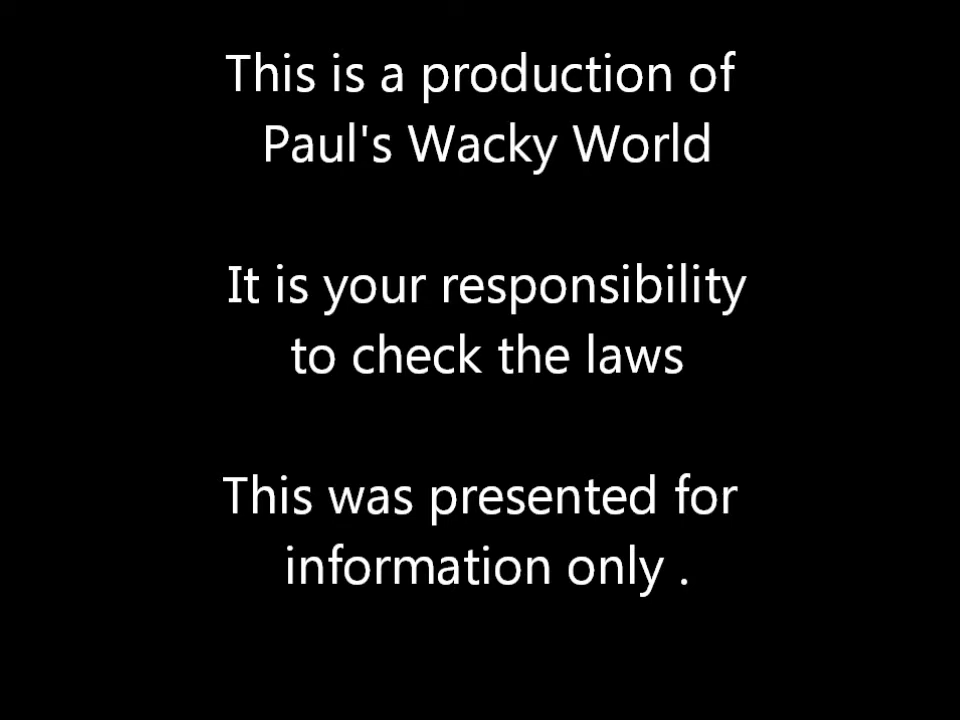 This is a production of
Paul's Wacky World
It is your responsibility
to check the laws
This was presented for
information only .